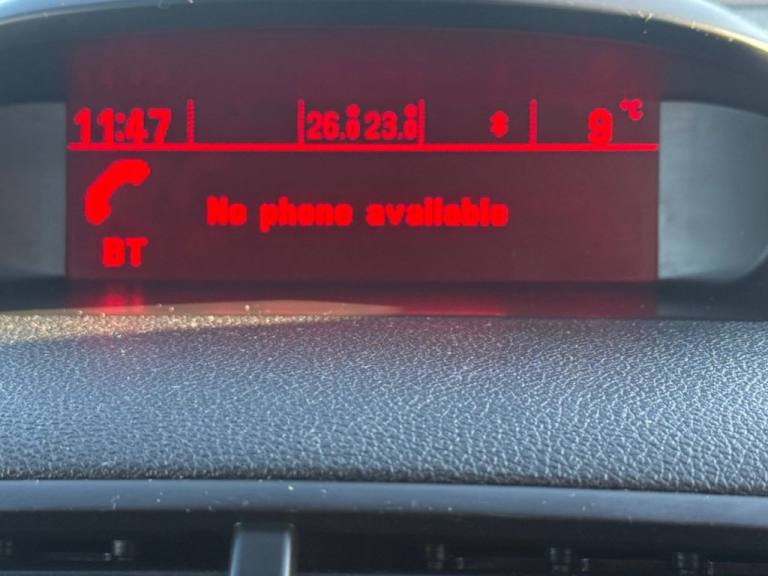 11:47 26.0 23.0 9 °C
No phone available
BT